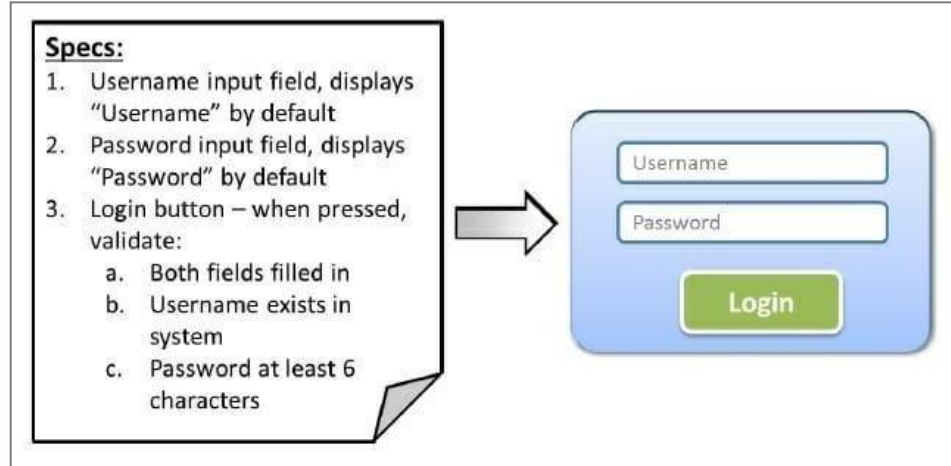 Specs:
1. Username input field, displays
“Username” by default
2. Password input field, displays
“Password” by default
3. Login button – when pressed,
validate:
a. Both fields filled in
b. Username exists in
system
c. Password at least 6
characters
Username
Password
Login